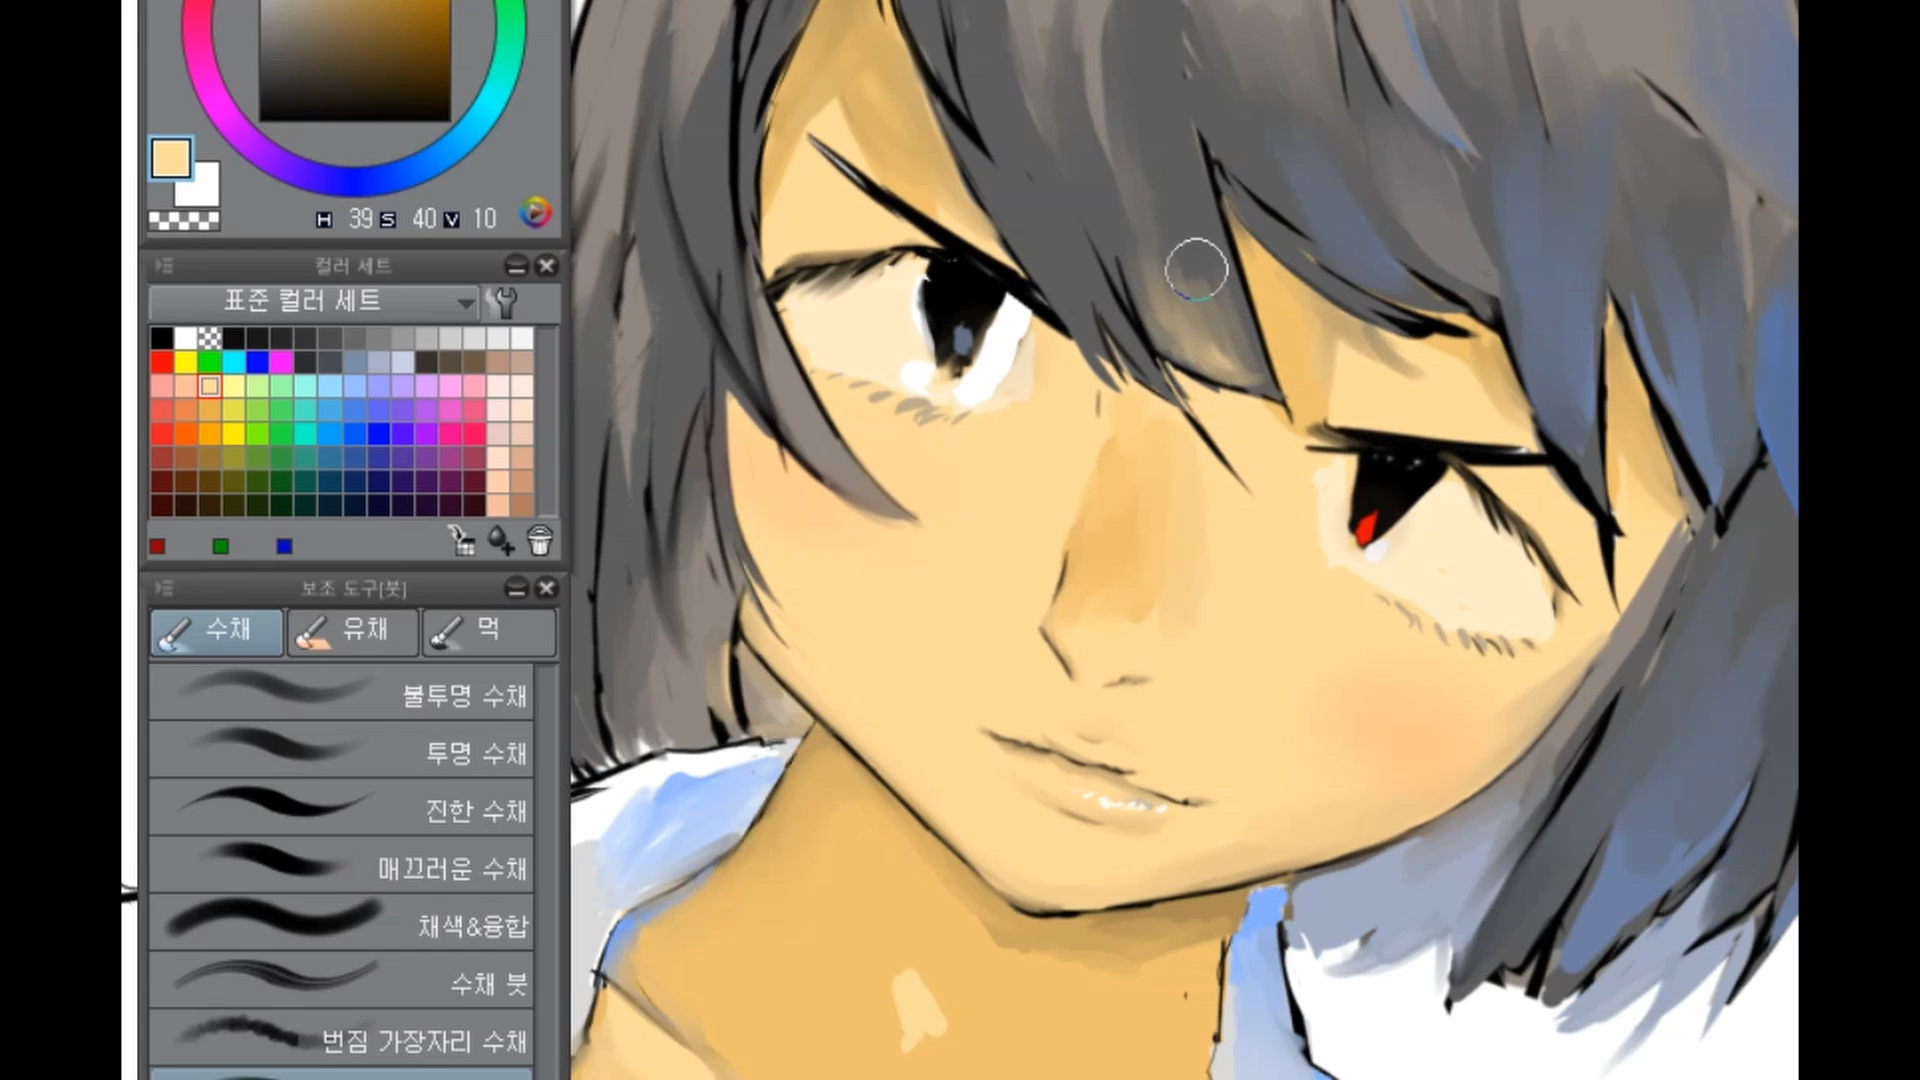 H 39 S 40 V 10
컬러 세트
표준 컬러 세트
보조 도구[붓]
수채 유채 먹
불투명 수채
투명 수채
진한 수채
매끄러운 수채
채색&융합
수채 붓
번짐 가장자리 수채